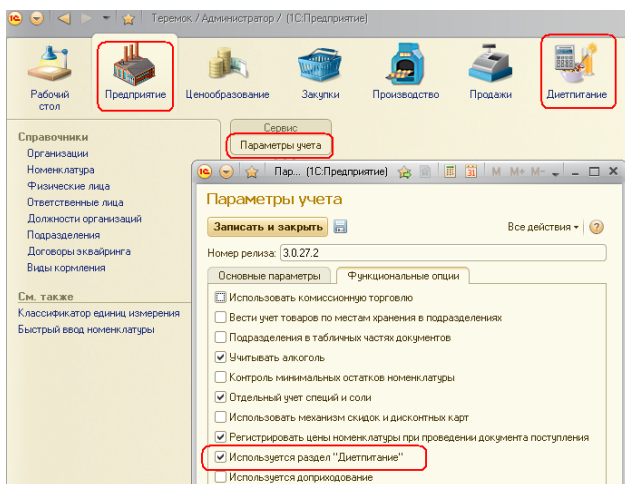 Теремок / Администратор / (1С:Предприятие)
Рабочий стол
Предприятие
Ценообразование
Закупки
Производство
Продажи
Диетпитание
Справочники
Организации
Номенклатура
Физические лица
Ответственные лица
Должности организаций
Подразделения
Договоры эквайринга
Виды кормления
См. также
Классификатор единиц измерения
Быстрый ввод номенклатуры
Сервис
Параметры учета
Пар... (1С:Предприятие)
M M+ M-
Параметры учета
Записать и закрыть
Все действия
Номер релиза: 3.0.27.2
Основные параметры
Функциональные опции
Использовать комиссионную торговлю
Вести учет товаров по местам хранения в подразделениях
Подразделения в табличных частях документов
Учитывать алкоголь
Контроль минимальных остатков номенклатуры
Отдельный учет специй и соли
Использовать механизм скидок и дисконтных карт
Регистрировать цены номенклатуры при проведении документа поступления
Используется раздел "Диетпитание"
Используется доприходование